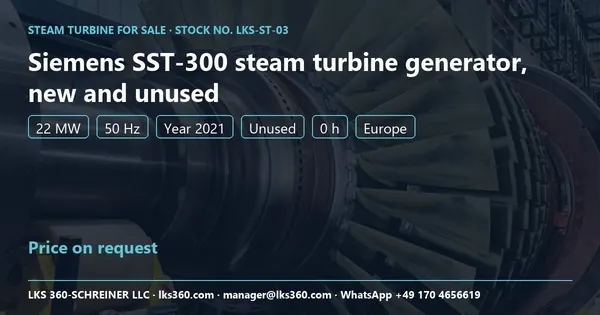 STEAM TURBINE FOR SALE · STOCK NO. LKS-ST-03
Siemens SST-300 steam turbine generator,
new and unused
22 MW 50 Hz Year 2021 Unused 0 h Europe
Price on request
LKS 360-SCHREINER LLC · lks360.com · manager@lks360.com · WhatsApp +49 170 4656619